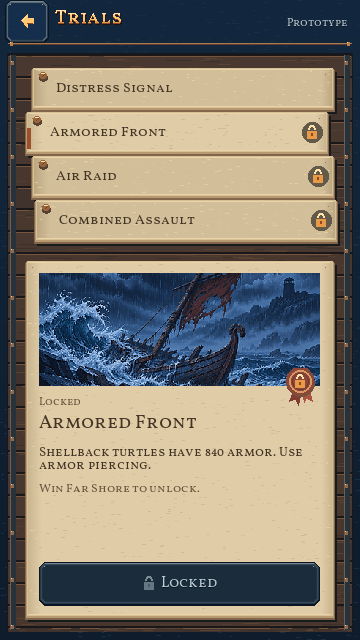 Trials
Prototype
Distress Signal
Armored Front
Air Raid
Combined Assault
Locked
Armored Front
Shellback turtles have 840 armor. Use
armor piercing.
Win Far Shore to unlock.
Locked